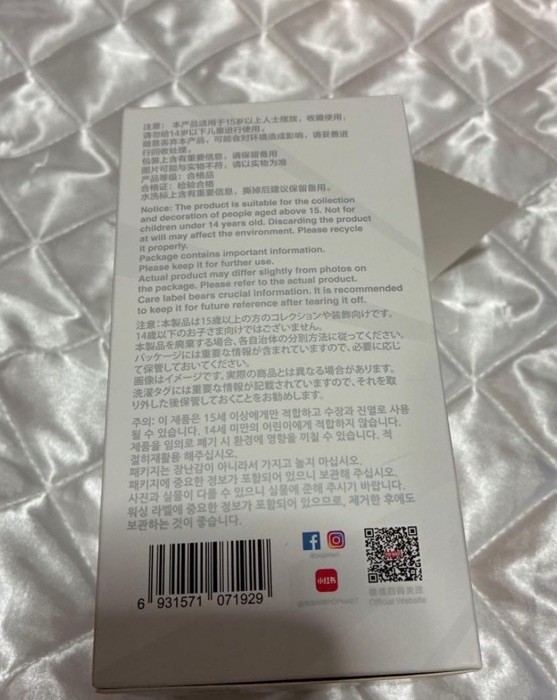 注意： 本产品适用于15岁以上人士摆放，收藏使用，
请勿给14岁以下儿童进行使用。
随意丢弃本产品，可能会对环境造成影响，请妥善进
行回收处理。
包装上含有重要信息，请保留备用
图片可能与实物不符，请以实物为准
产品等级：合格品
合格证：检验合格
水洗标上含有重要信息，撕掉后建议保留备用。
Notice: The product is suitable for the collection
and decoration of people aged above 15. Not for
children under 14 years old. Discarding the product
at will may affect the environment. Please recycle
it properly.
Package contains important information.
Please keep it for further use.
Actual product may differ slightly from photos on
the package. Please refer to the actual product.
Care label bears crucial information. It is recommended
to keep it for future reference after tearing it off.
注意：本製品は15歳以上の方のコレクションや装飾向けです。
14歳以下のお子さま向けではございません。
本製品を廃棄する場合、各自治体の分別方法に従ってください。
パッケージには重要な情報が含まれていますので、必要に応じ
て保管しておいてください。
画像はイメージです。実際の商品とは異なる場合があります。
洗濯タグには重要な情報が記載されていますので、それを取
り外した後保管しておくことをお勧めします。
주의: 이 제품은 15세 이상에게만 적합하고 수장과 진열로 사용
될 수 있습니다. 14세 미만의 어린이에게 적합하지 않습니다.
제품을 임의로 폐기 시 환경에 영향을 끼칠 수 있습니다. 적
절히재활용 해주십시오.
패키지는 장난감이 아니라서 가지고 놀지 마십시오.
패키지에 중요한 정보가 포함되어 있으니 보관해 주십시오.
사진과 실물이 다를 수 있으니 실물에 준해 주시기 바랍니다.
워싱 라벨에 중요한 정보가 포함되어 있으므로, 제거한 후에도
보관하는 것이 좋습니다.
小红书
Official Website
6 931571 071929